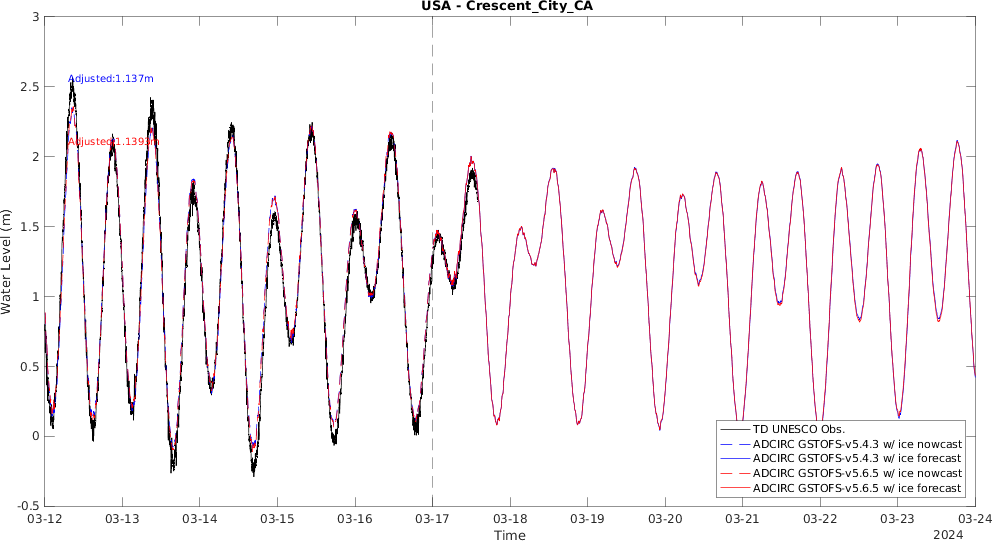 USA - Crescent_City_CA
3
2.5
2
1.5
1
0.5
0
-0.5
Water Level (m)
Adjusted:1.137m
Adjusted:1.1393m
TD UNESCO Obs.
ADCIRC GSTOFS-v5.4.3 w/ ice nowcast
ADCIRC GSTOFS-v5.4.3 w/ ice forecast
ADCIRC GSTOFS-v5.6.5 w/ ice nowcast
ADCIRC GSTOFS-v5.6.5 w/ ice forecast
03-12 03-13 03-14 03-15 03-16 03-17 03-18 03-19 03-20 03-21 03-22 03-23 03-24
Time
2024